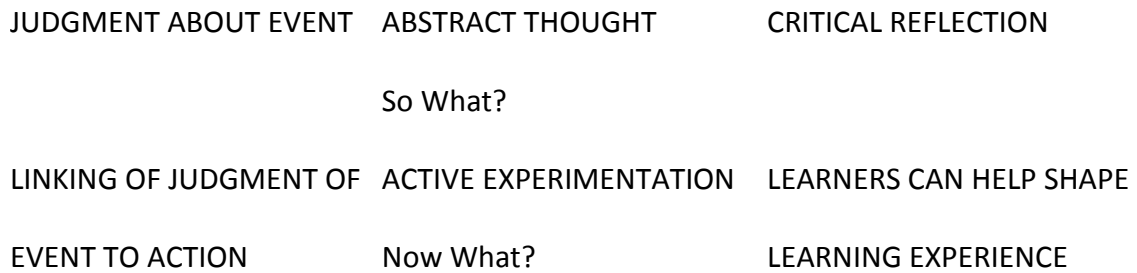 JUDGMENT ABOUT EVENT ABSTRACT THOUGHT CRITICAL REFLECTION
So What?
LINKING OF JUDGMENT OF ACTIVE EXPERIMENTATION LEARNERS CAN HELP SHAPE
EVENT TO ACTION Now What? LEARNING EXPERIENCE